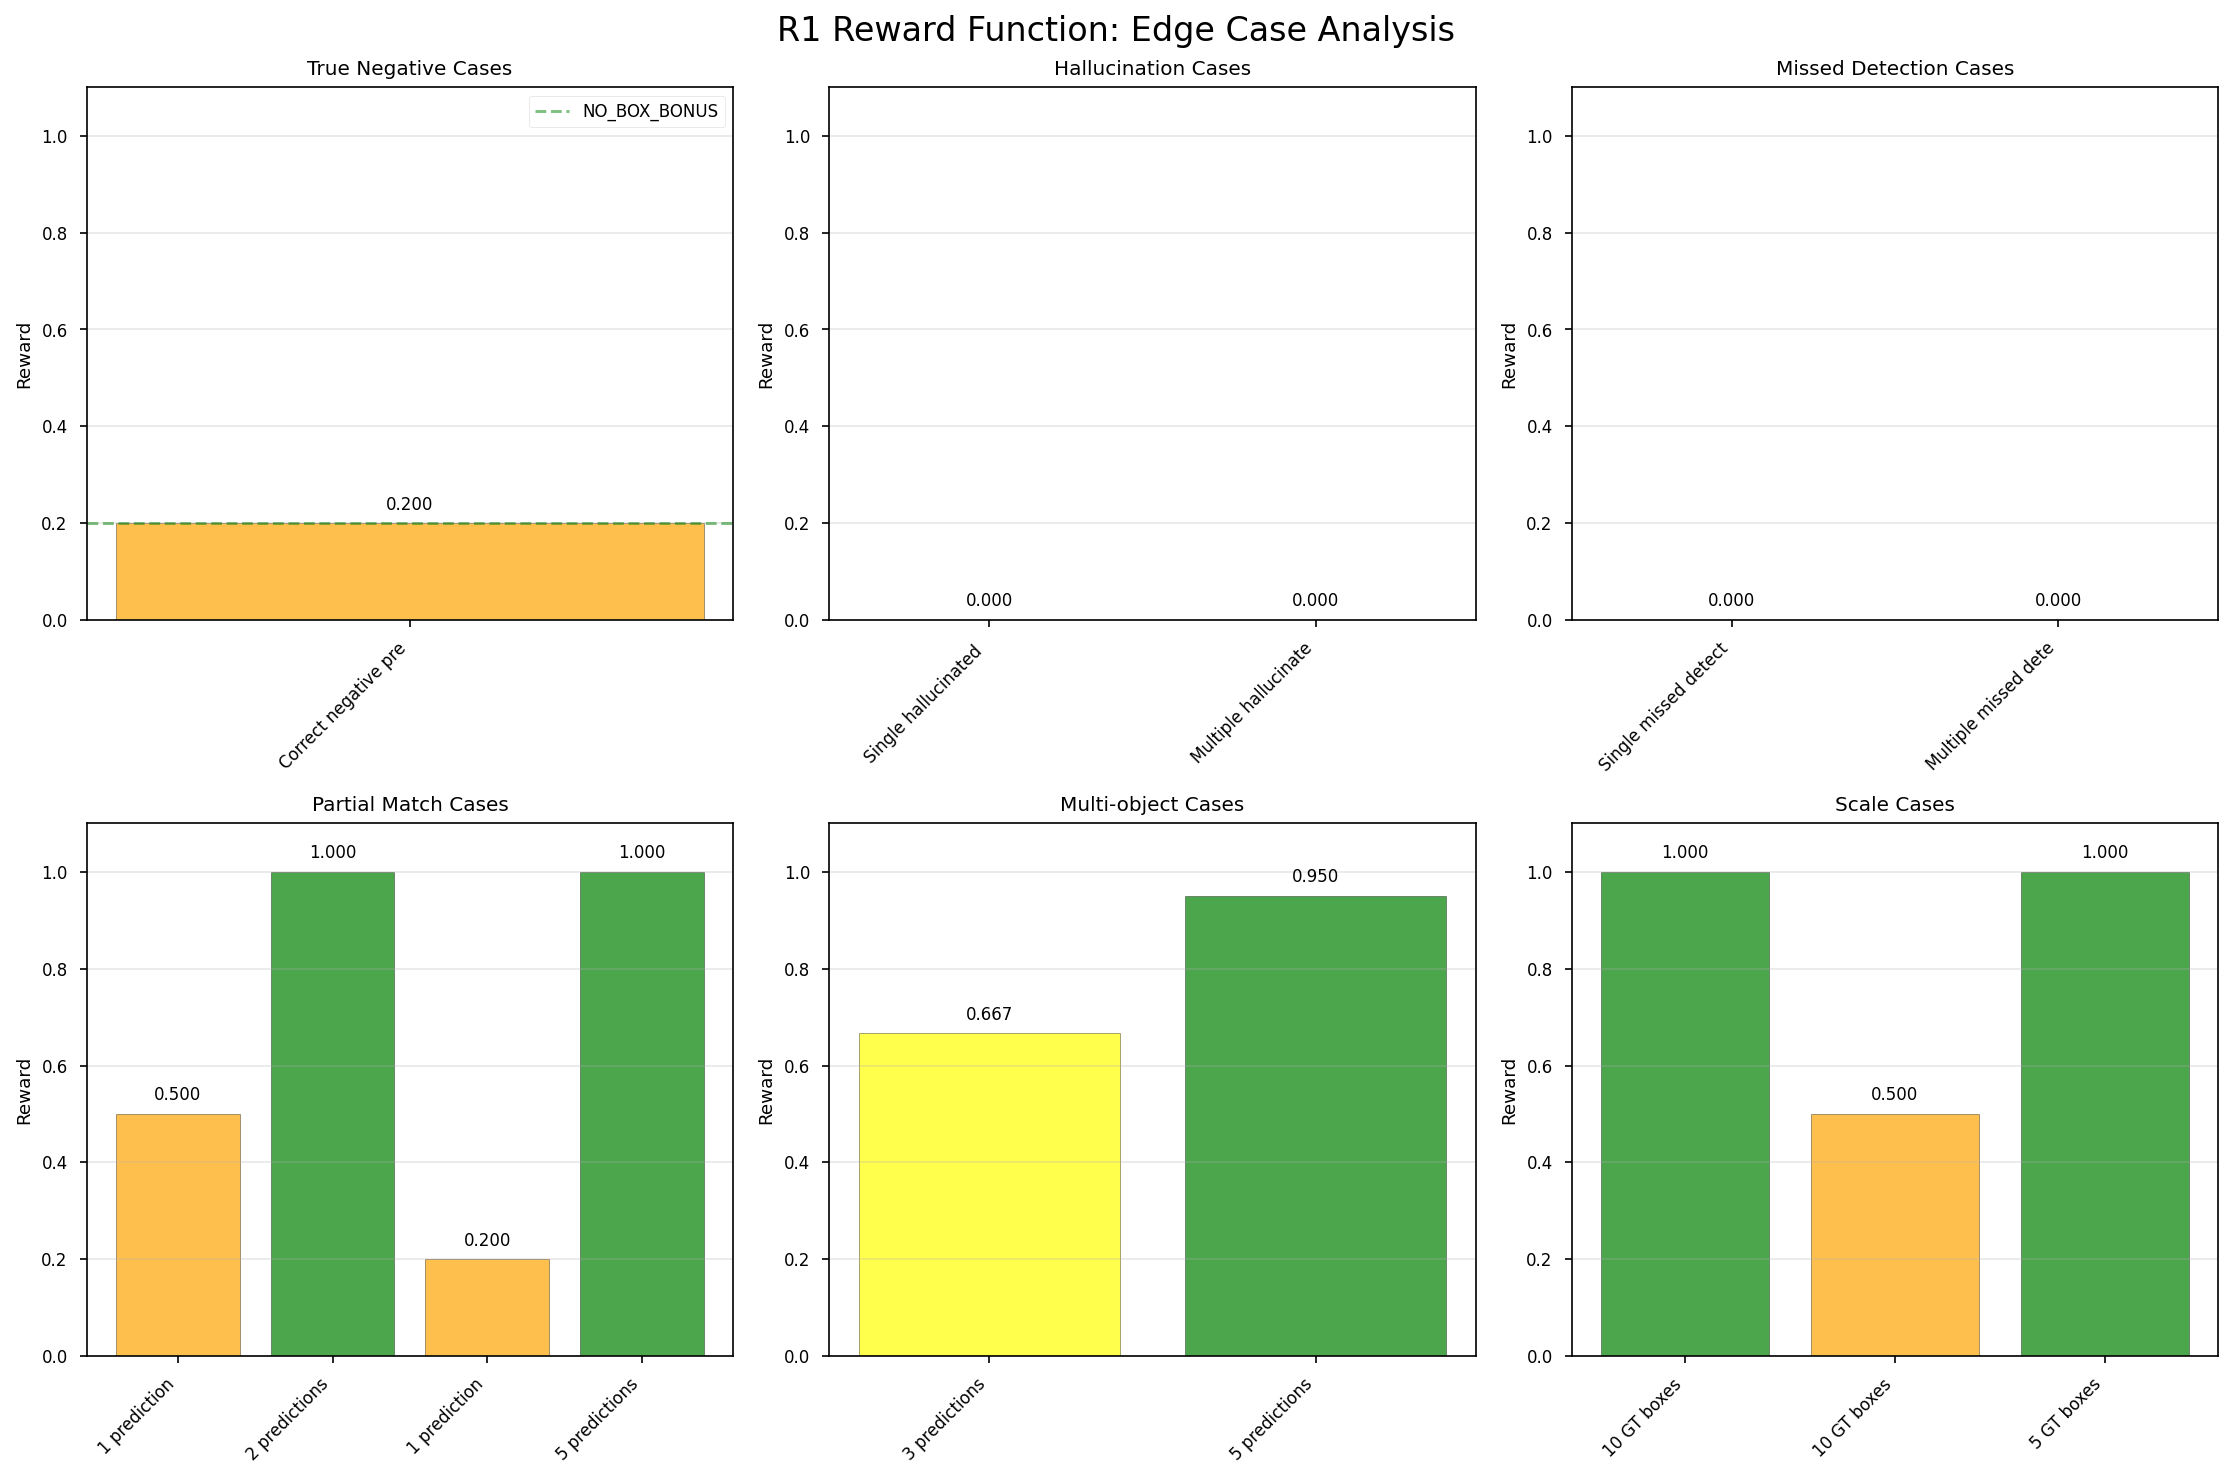 R1 Reward Function: Edge Case Analysis
True Negative Cases
Reward
1.0
0.8
0.6
0.4
0.2
0.0
NO_BOX_BONUS
0.200
Correct negative pre
Hallucination Cases
Reward
1.0
0.8
0.6
0.4
0.2
0.0
0.000
0.000
Single hallucinated
Multiple hallucinate
Missed Detection Cases
Reward
1.0
0.8
0.6
0.4
0.2
0.0
0.000
0.000
Single missed detect
Multiple missed dete
Partial Match Cases
Reward
1.0
0.8
0.6
0.4
0.2
0.0
0.500
1.000
0.200
1.000
1 prediction
2 predictions
1 prediction
5 predictions
Multi-object Cases
Reward
1.0
0.8
0.6
0.4
0.2
0.0
0.667
0.950
3 predictions
5 predictions
Scale Cases
Reward
1.0
0.8
0.6
0.4
0.2
0.0
1.000
0.500
1.000
10 GT boxes
10 GT boxes
5 GT boxes